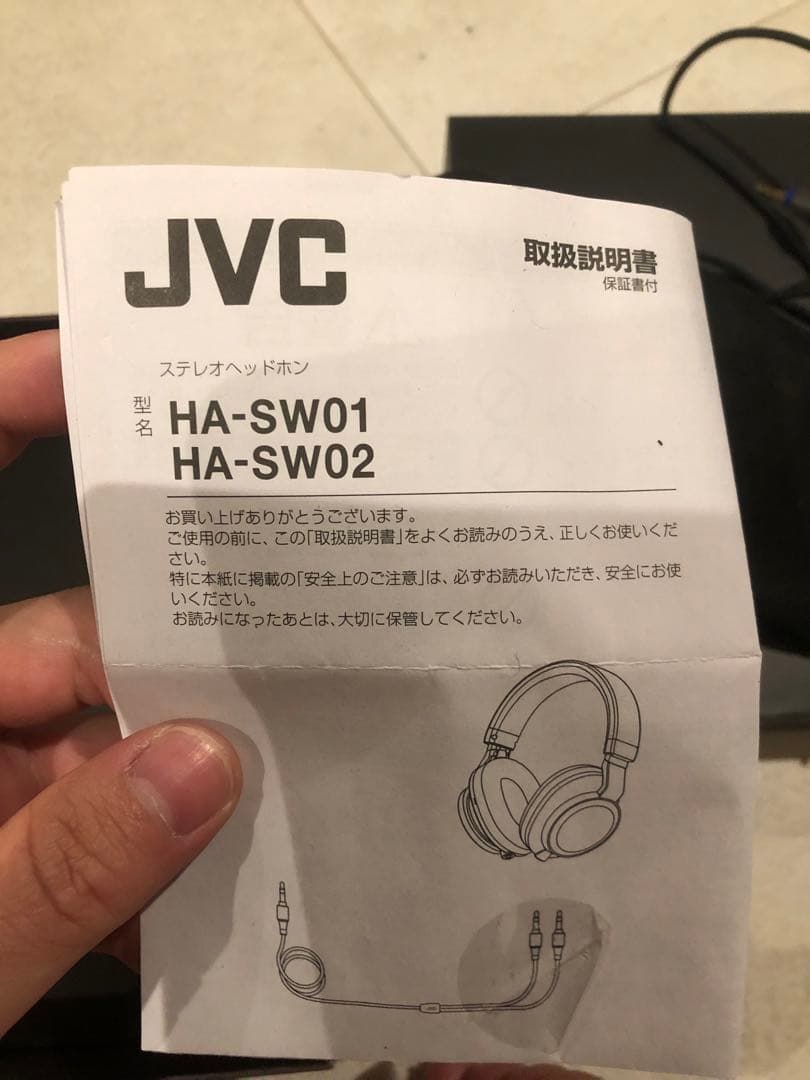 JVC
取扱説明書
保証書付
ステレオヘッドホン
型名
HA-SW01
HA-SW02
お買い上げありがとうございます。
ご使用の前に、この「取扱説明書」をよくお読みのうえ、正しくお使いくだ
さい。
特に本紙に掲載の「安全上のご注意」は、必ずお読みいただき、安全にお使
いください。
お読みになったあとは、大切に保管してください。